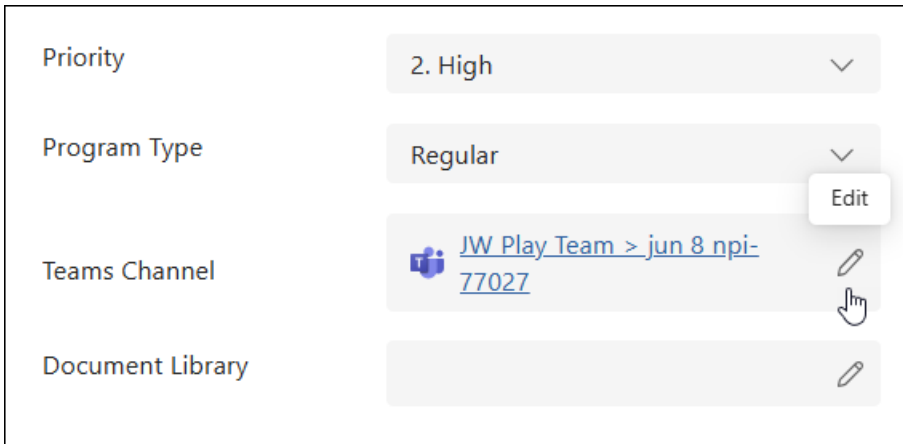 Priority
2. High
Program Type
Regular
Edit
Teams Channel
JW Play Team > jun 8 npi-
77027
Document Library